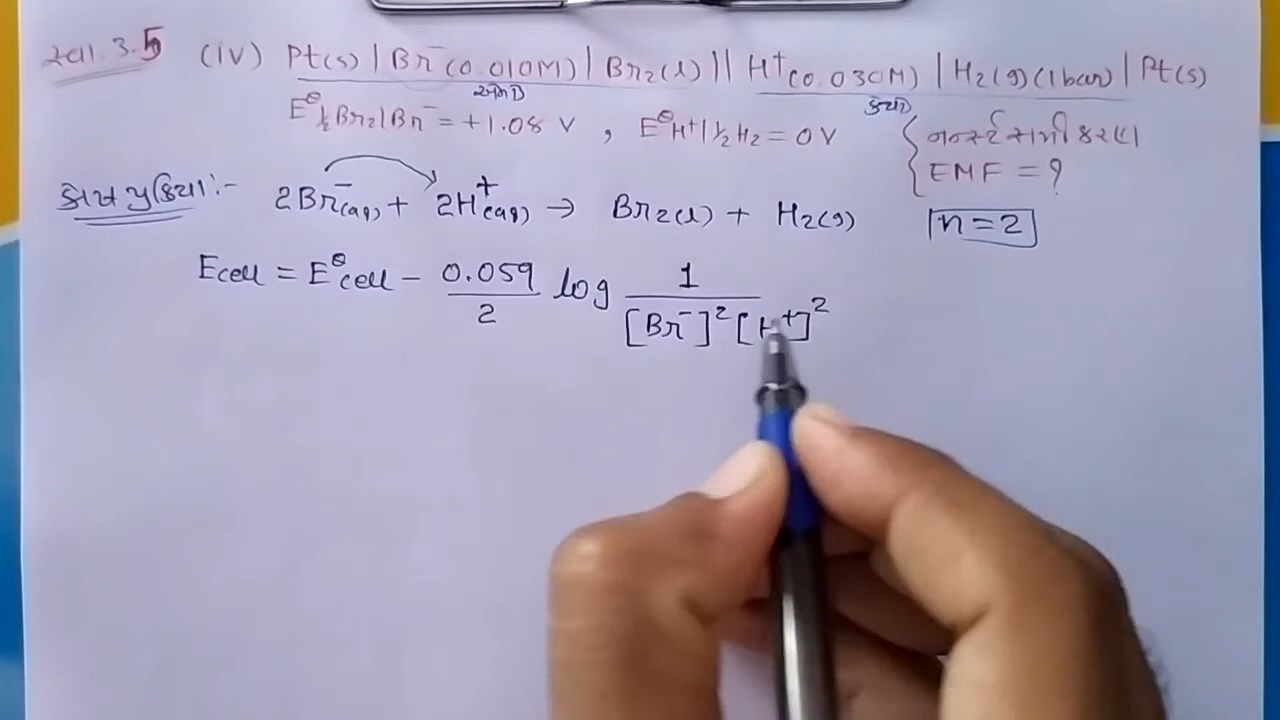 સ્વા. 3.5 (iv) Pt(s) | Br⁻(0.010M) | Br₂(l) || H⁺(0.030M) | H₂(g)(1bar) | Pt(s)
E^⊖ ½Br₂|Br⁻ = +1.08 V , E^⊖ H⁺|½H₂ = 0 V
EMF = ?
2Br⁻(aq) + 2H⁺(aq) → Br₂(l) + H₂(g) n=2
Ecell = E^⊖cell − 0.059/2 log 1/[Br⁻]²[H⁺]²